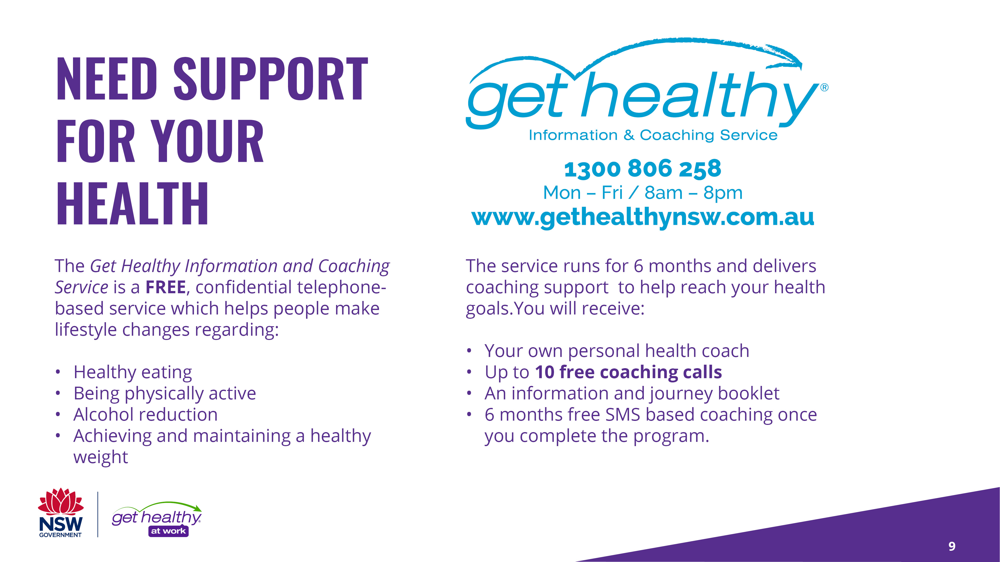 NEED SUPPORT
FOR YOUR
HEALTH
The Get Healthy Information and Coaching
Service is a FREE, confidential telephone-
based service which helps people make
lifestyle changes regarding:
• Healthy eating
• Being physically active
• Alcohol reduction
• Achieving and maintaining a healthy
weight
get healthy®
Information & Coaching Service
1300 806 258
Mon – Fri / 8am – 8pm
www.gethealthynsw.com.au
The service runs for 6 months and delivers
coaching support  to help reach your health
goals.You will receive:
• Your own personal health coach
• Up to 10 free coaching calls
• An information and journey booklet
• 6 months free SMS based coaching once
you complete the program.
NSW
GOVERNMENT
get healthy®
at work
9